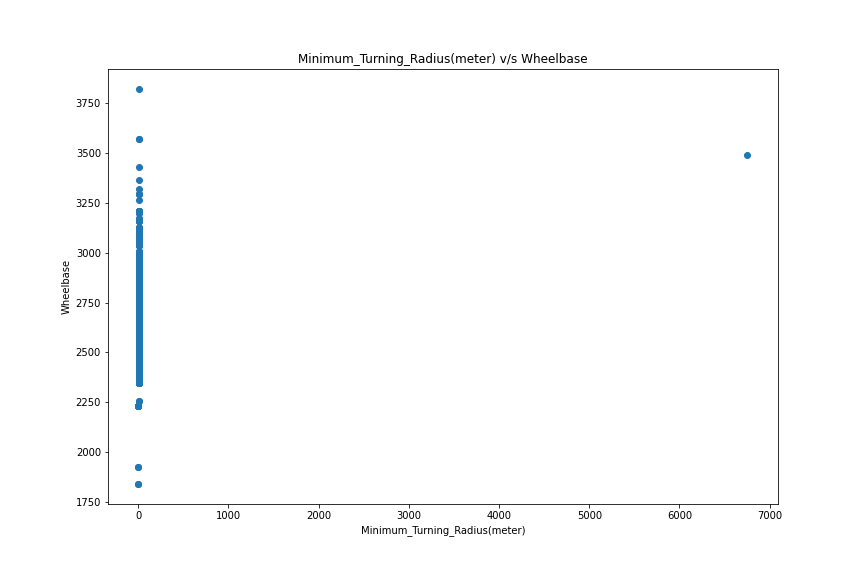 Minimum_Turning_Radius(meter) v/s Wheelbase
3750
3500
3250
3000
2750
2500
2250
2000
1750
Wheelbase
0 1000 2000 3000 4000 5000 6000 7000
Minimum_Turning_Radius(meter)